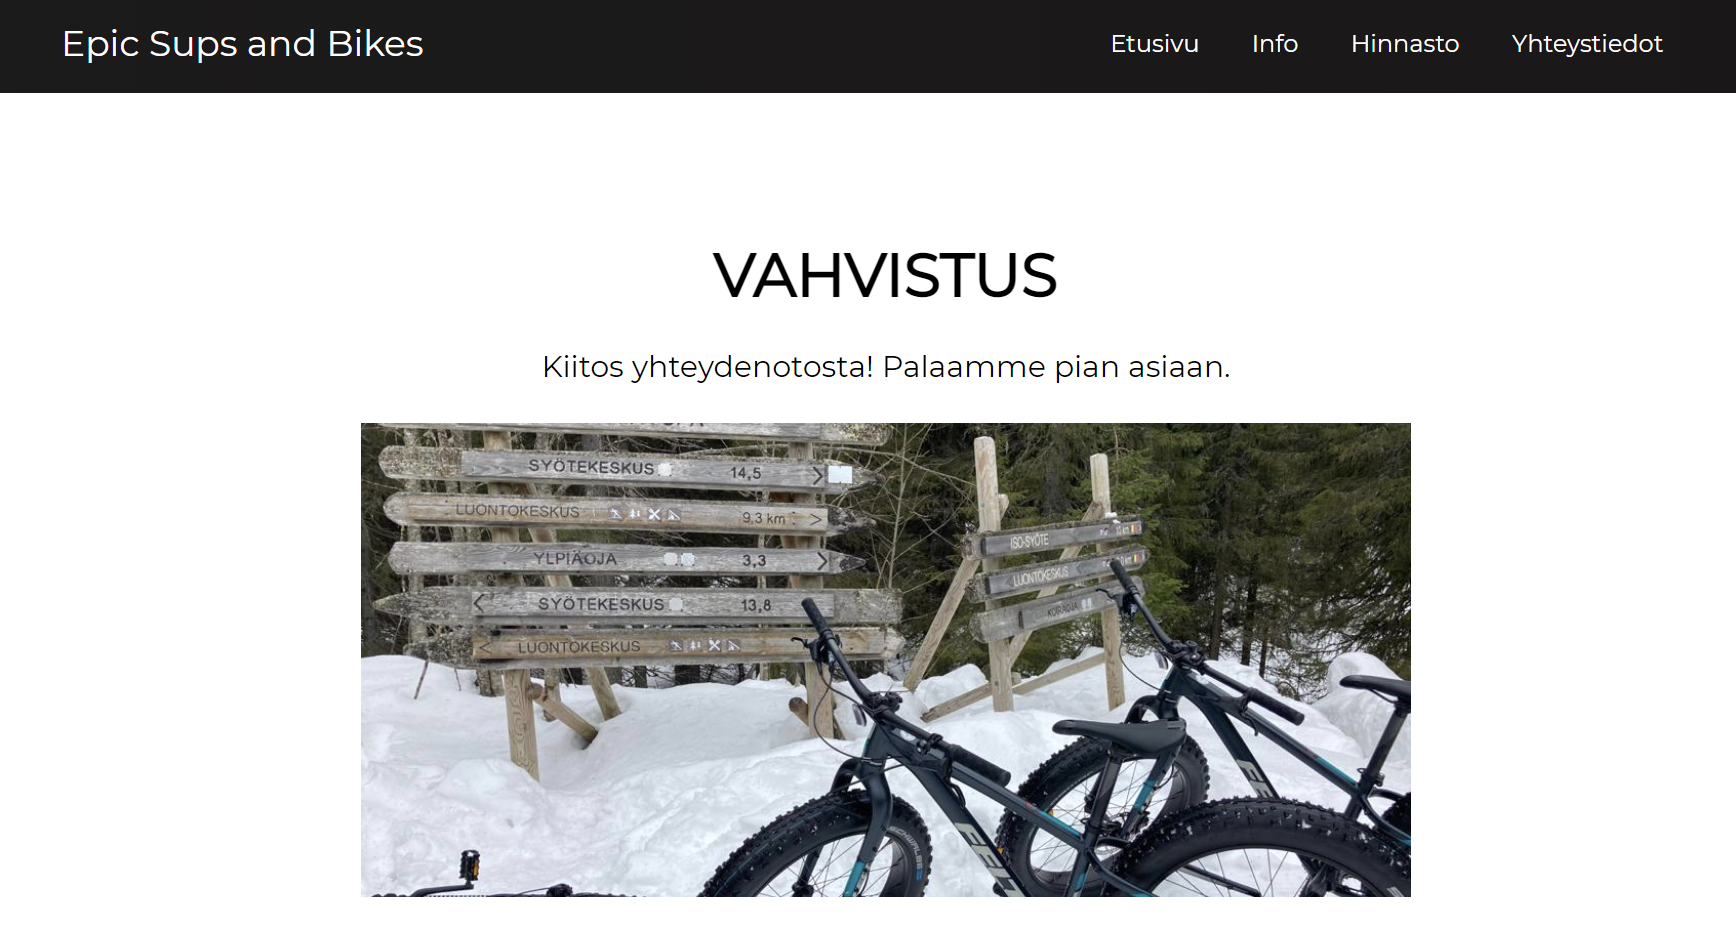 Epic Sups and Bikes
Etusivu Info Hinnasto Yhteystiedot
VAHVISTUS
Kiitos yhteydenotosta! Palaamme pian asiaan.
SYÖTEKESKUS 14,5 >
LUONTOKESKUS 9,3 km >
YLPIÄOJA 3,3 >
< SYÖTEKESKUS 13,8
< LUONTOKESKUS
ISO-SYÖTE
LUONTOKESKUS
SCHWALBE